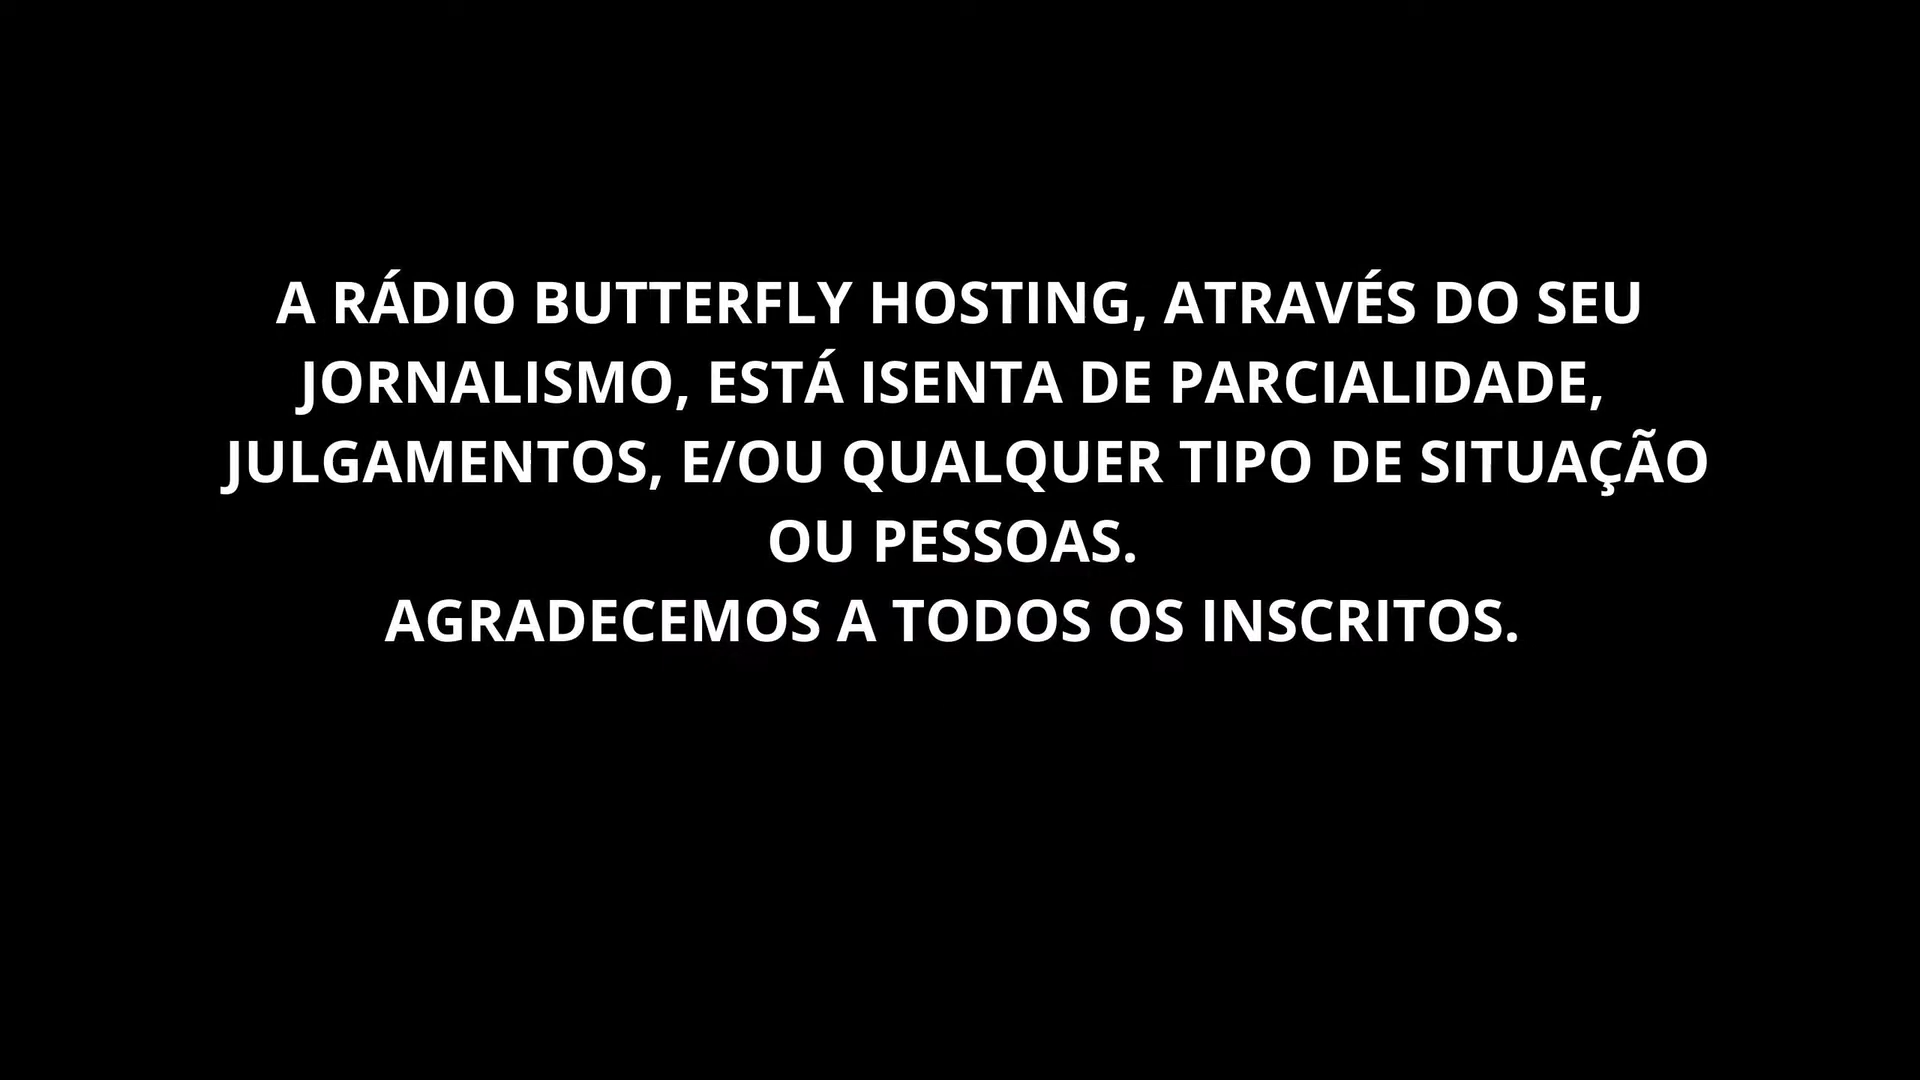 A RÁDIO BUTTERFLY HOSTING, ATRAVÉS DO SEU
JORNALISMO, ESTÁ ISENTA DE PARCIALIDADE,
JULGAMENTOS, E/OU QUALQUER TIPO DE SITUAÇÃO
OU PESSOAS.
AGRADECEMOS A TODOS OS INSCRITOS.